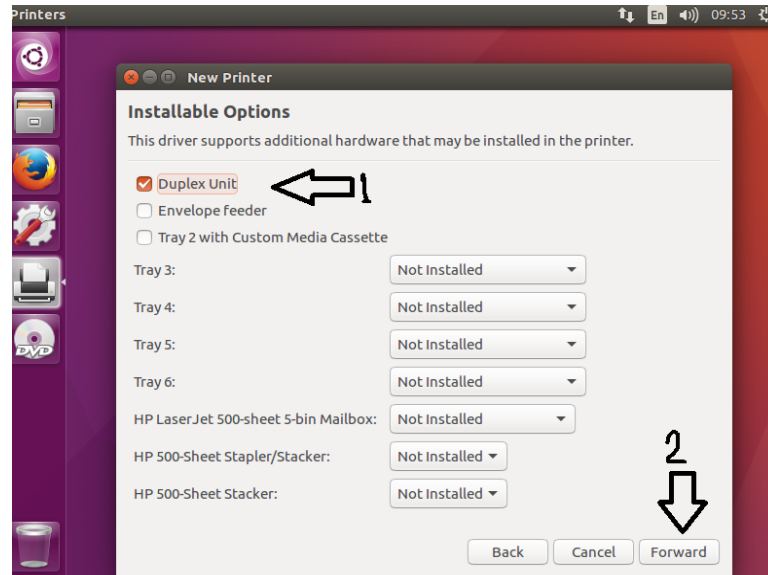 Printers En 09:53
New Printer
Installable Options
This driver supports additional hardware that may be installed in the printer.
Duplex Unit 1
Envelope feeder
Tray 2 with Custom Media Cassette
Tray 3: Not Installed
Tray 4: Not Installed
Tray 5: Not Installed
Tray 6: Not Installed
HP LaserJet 500-sheet 5-bin Mailbox: Not Installed
HP 500-Sheet Stapler/Stacker: Not Installed
2
HP 500-Sheet Stacker: Not Installed
Back Cancel Forward
DVD